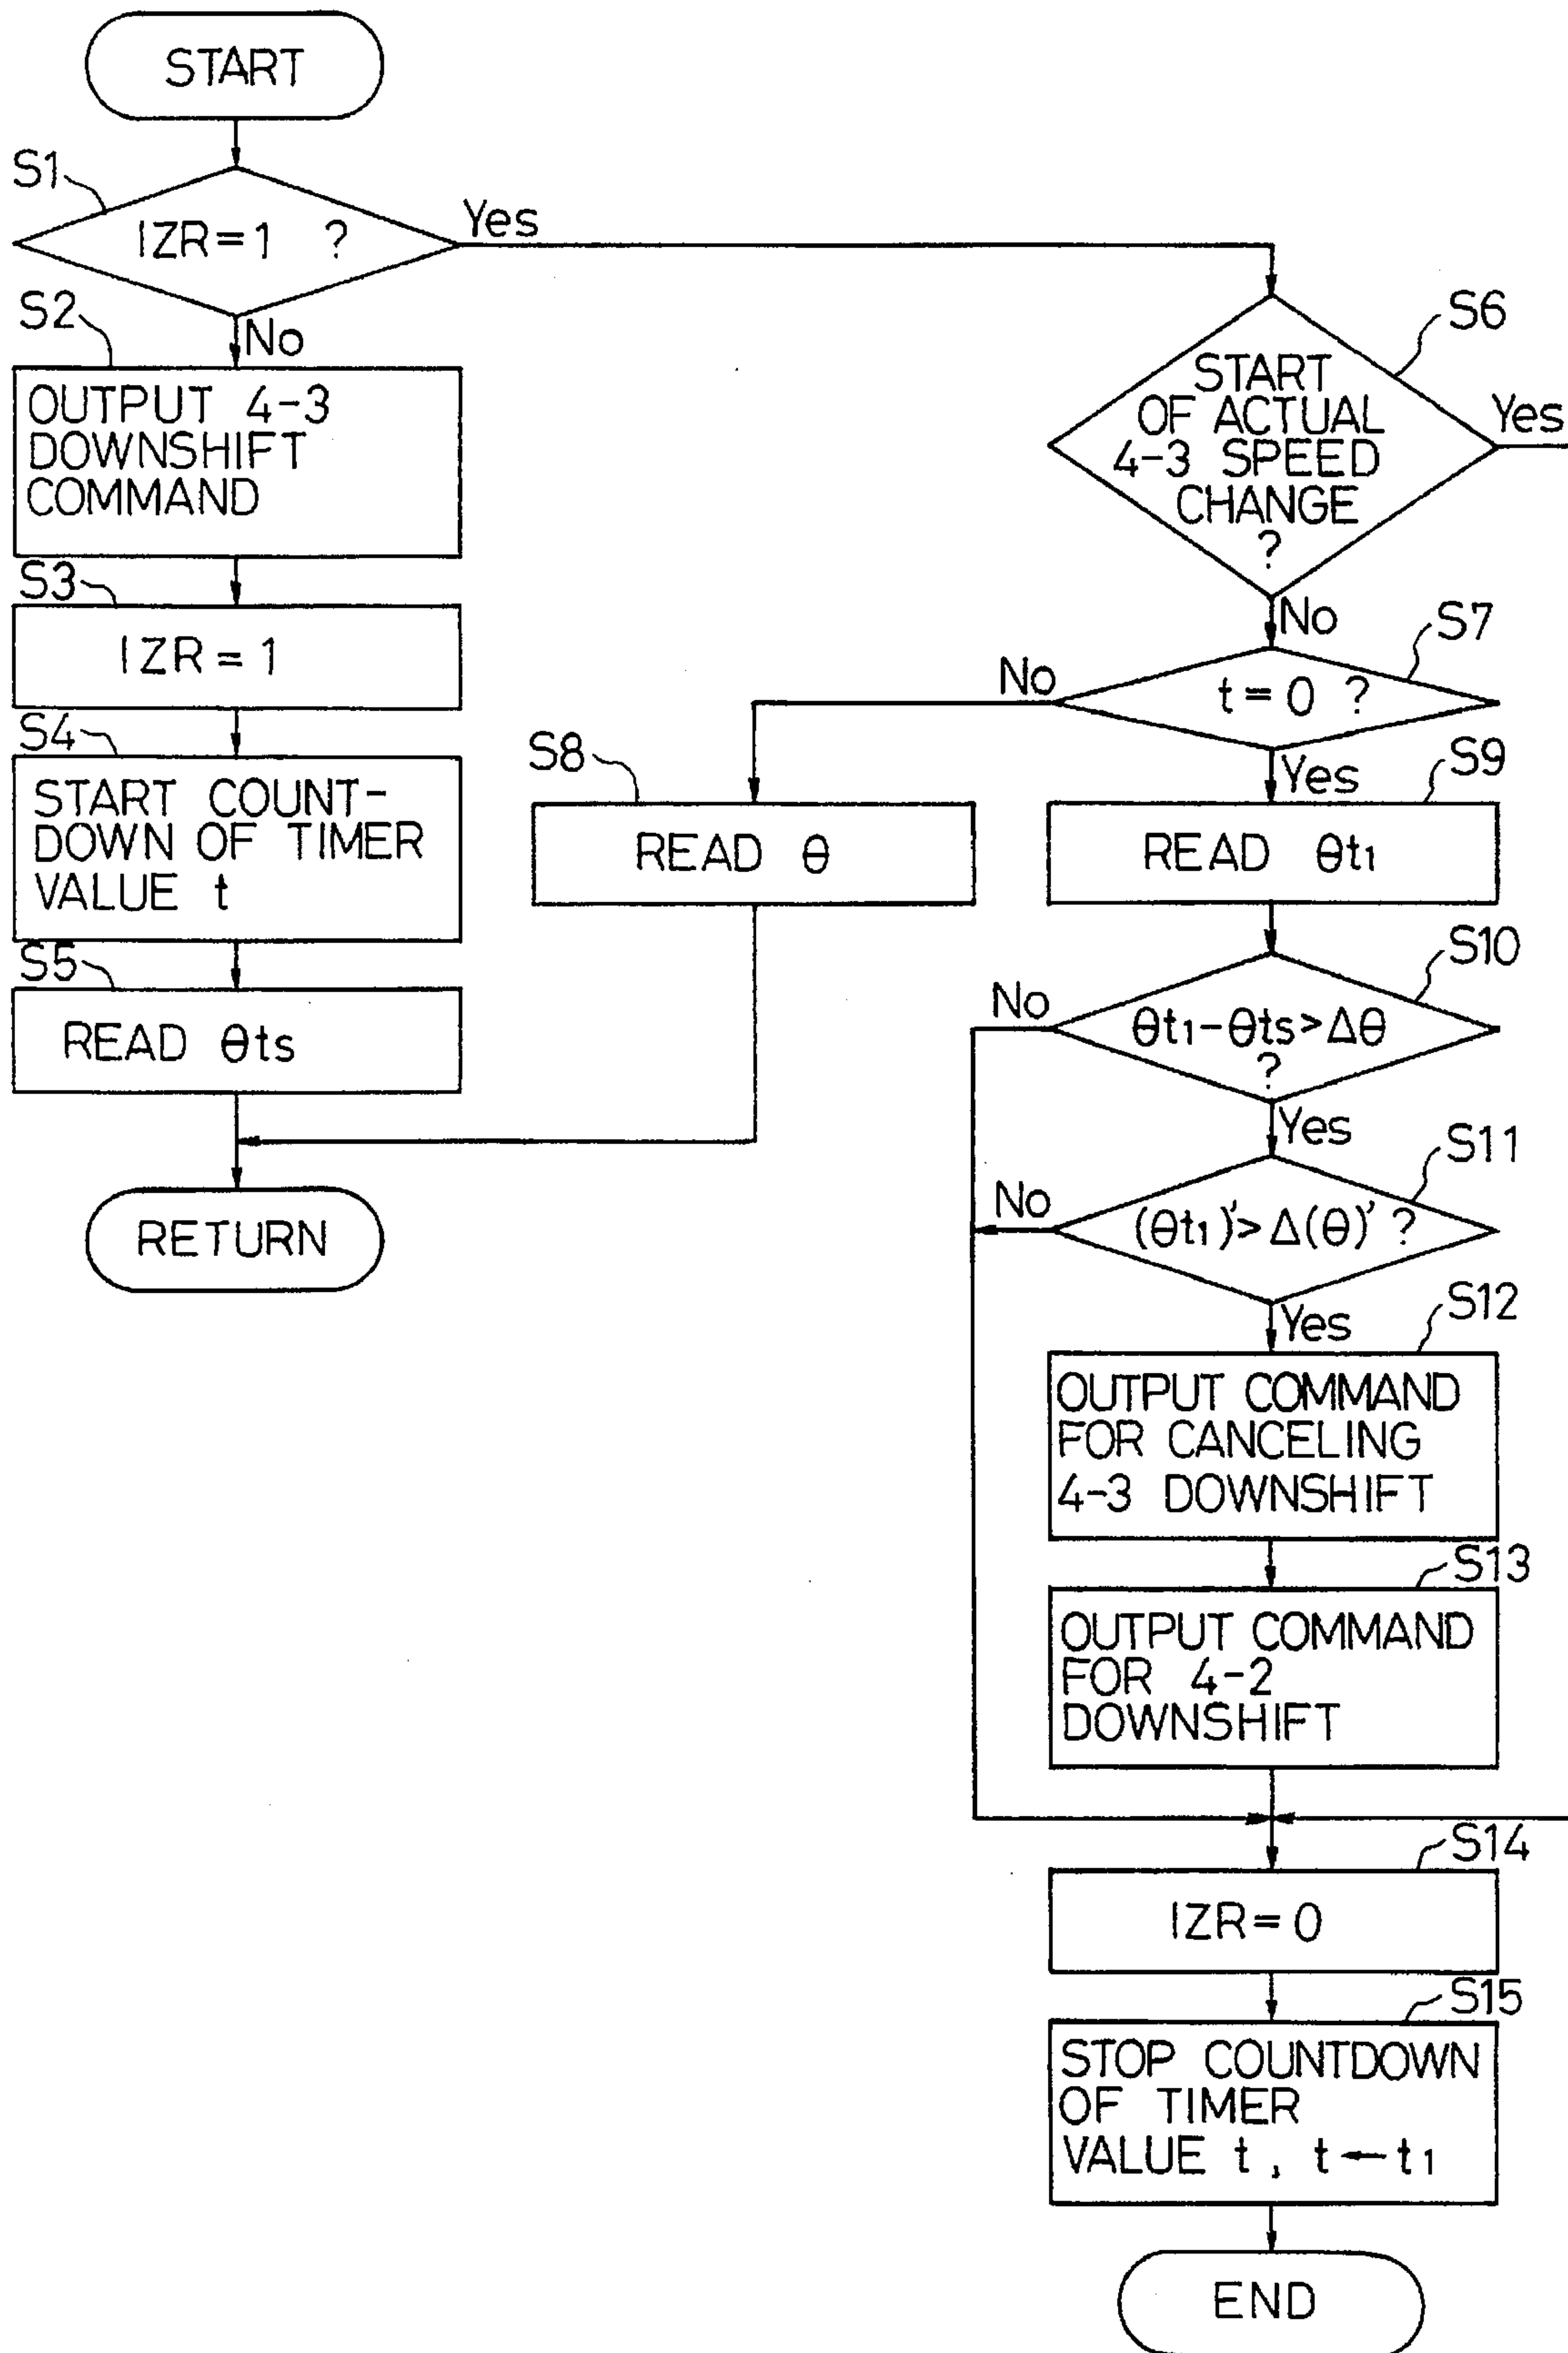 START
S1
IZR=1 ?
Yes
S2
No
OUTPUT 4-3
DOWNSHIFT
COMMAND
S3
IZR=1
S4
START COUNT-
DOWN OF TIMER
VALUE t
S5
READ θts
RETURN
S6
START
OF ACTUAL
4-3 SPEED
CHANGE
?
Yes
No
S7
t=0 ?
No
Yes
S8
READ θ
S9
READ θt1
S10
θt1-θts>Δθ
?
No
Yes
S11
(θt1)'>Δ(θ)' ?
No
Yes
S12
OUTPUT COMMAND
FOR CANCELING
4-3 DOWNSHIFT
S13
OUTPUT COMMAND
FOR 4-2
DOWNSHIFT
S14
IZR=0
S15
STOP COUNTDOWN
OF TIMER
VALUE t, t←t1
END